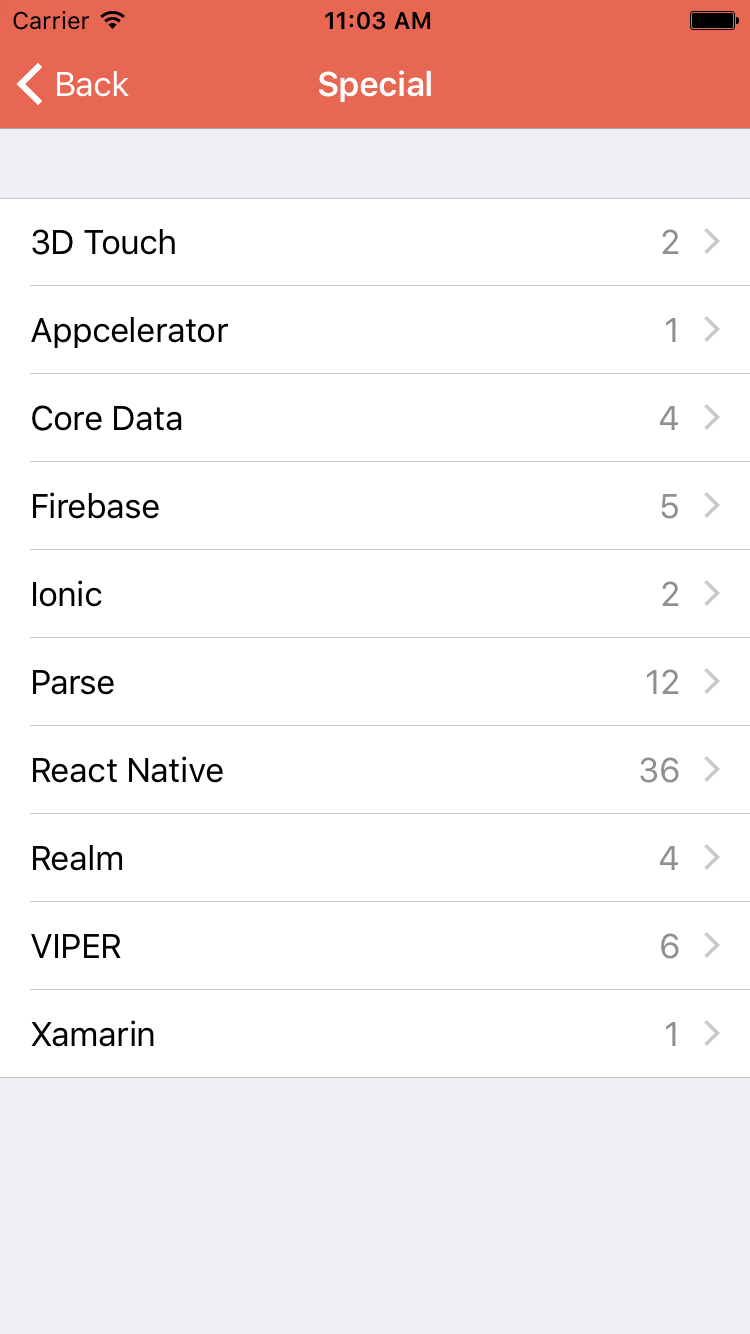 Carrier 11:03 AM
Back Special
3D Touch 2
Appcelerator 1
Core Data 4
Firebase 5
Ionic 2
Parse 12
React Native 36
Realm 4
VIPER 6
Xamarin 1